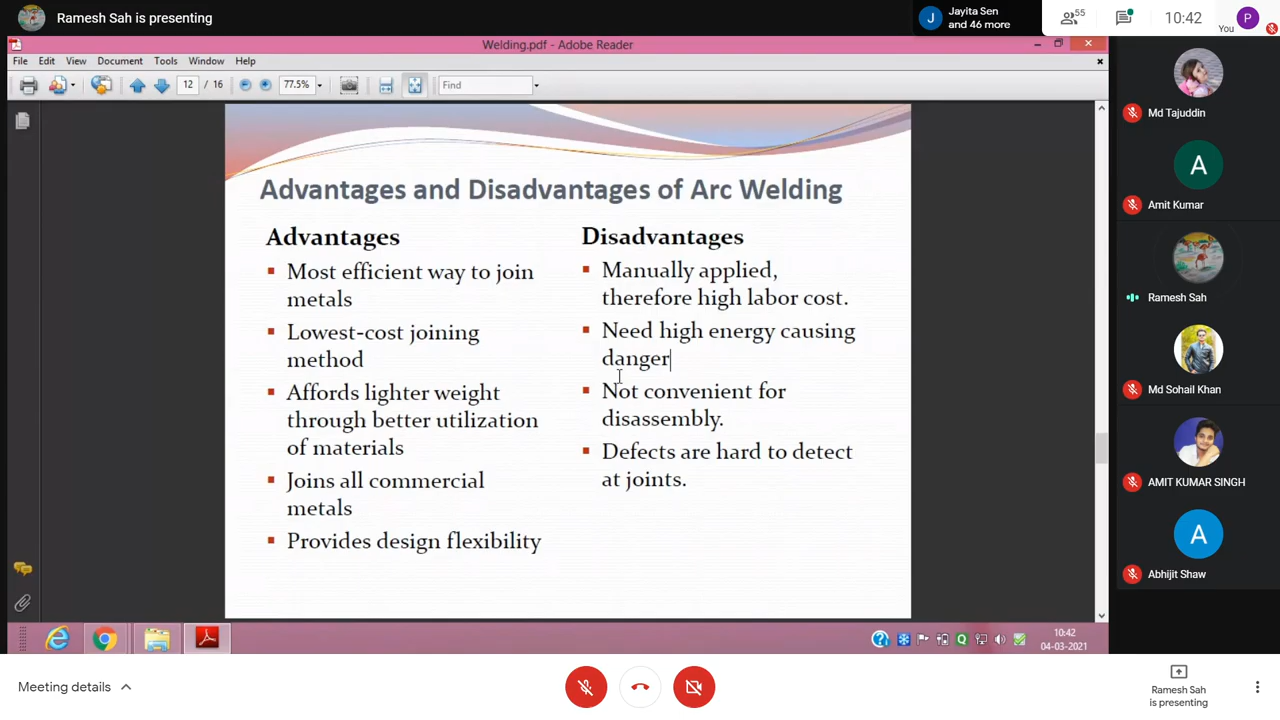 Ramesh Sah is presenting
Jayita Sen
and 46 more
55
10:42
You
P
J
Welding.pdf - Adobe Reader
File Edit View Document Tools Window Help
12 / 16 77.5% Find
Advantages and Disadvantages of Arc Welding
Advantages
Most efficient way to join
metals
Lowest-cost joining
method
Affords lighter weight
through better utilization
of materials
Joins all commercial
metals
Provides design flexibility
Disadvantages
Manually applied,
therefore high labor cost.
Need high energy causing
danger
Not convenient for
disassembly.
Defects are hard to detect
at joints.
Md Tajuddin
A
Amit Kumar
Ramesh Sah
Md Sohail Khan
AMIT KUMAR SINGH
A
Abhijit Shaw
10:42
04-03-2021
Meeting details
Ramesh Sah
is presenting